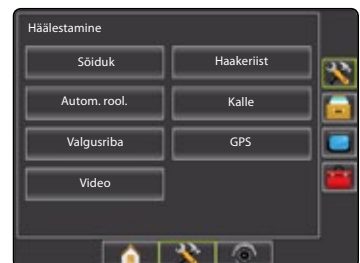 Häälestamine
Sõiduk
Haakeriist
Autom. rool.
Kalle
Valgusriba
GPS
Video